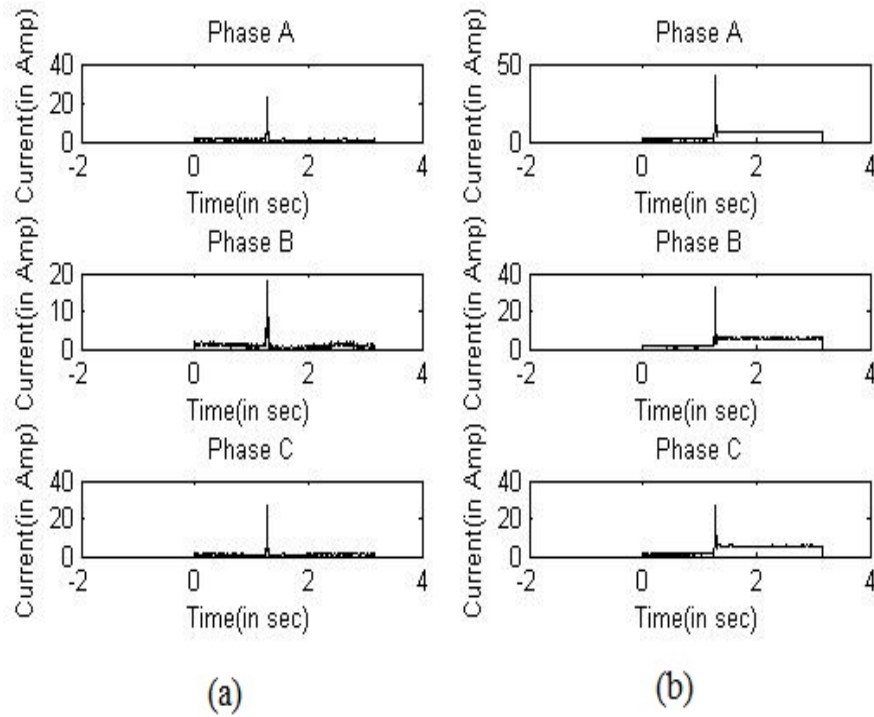 Phase A
Current(in Amp)
40
20
0
-2 0 2 4
Time(in sec)
Phase B
Current(in Amp)
20
10
0
-2 0 2 4
Time(in sec)
Phase C
Current(in Amp)
40
20
0
-2 0 2 4
Time(in sec)
(a)
Phase A
Current(in Amp)
50
0
-2 0 2 4
Time(in sec)
Phase B
Current(in Amp)
40
20
0
-2 0 2 4
Time(in sec)
Phase C
Current(in Amp)
40
20
0
-2 0 2 4
Time(in sec)
(b)